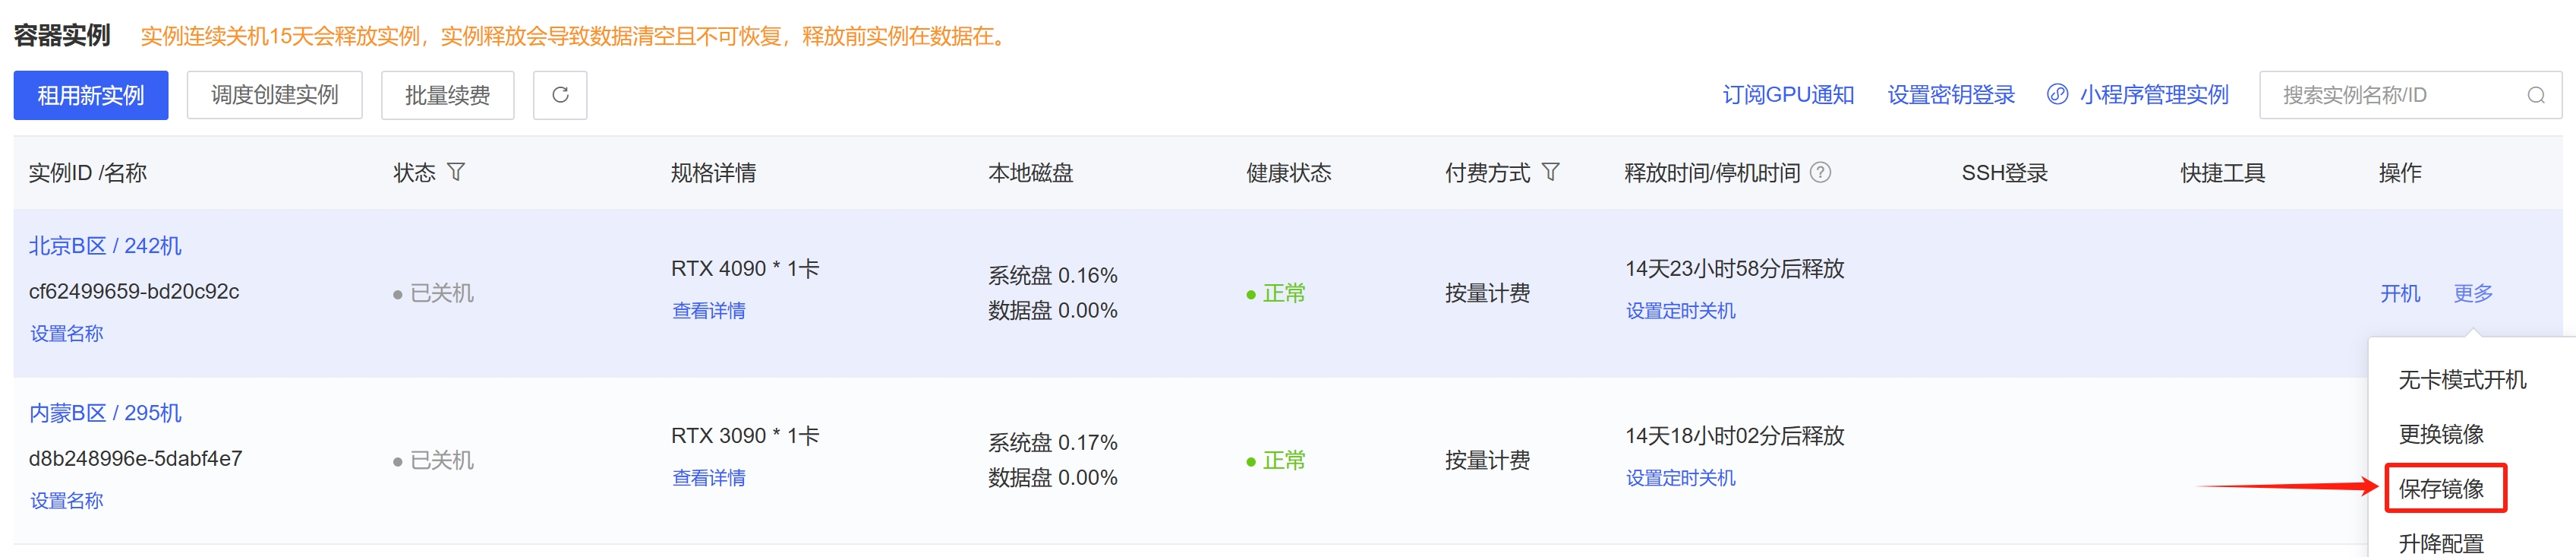 容器实例 实例连续关机15天会释放实例，实例释放会导致数据清空且不可恢复，释放前实例在数据在。
租用新实例 调度创建实例 批量续费 订阅GPU通知 设置密钥登录 小程序管理实例 搜索实例名称/ID
实例ID /名称 状态 规格详情 本地磁盘 健康状态 付费方式 释放时间/停机时间 ? SSH登录 快捷工具 操作
北京B区 / 242机
cf62499659-bd20c92c
设置名称
已关机
RTX 4090 * 1卡
查看详情
系统盘 0.16%
数据盘 0.00%
正常
按量计费
14天23小时58分后释放
设置定时关机
开机 更多
内蒙B区 / 295机
d8b248996e-5dabf4e7
设置名称
已关机
RTX 3090 * 1卡
查看详情
系统盘 0.17%
数据盘 0.00%
正常
按量计费
14天18小时02分后释放
设置定时关机
无卡模式开机
更换镜像
保存镜像
升降配置